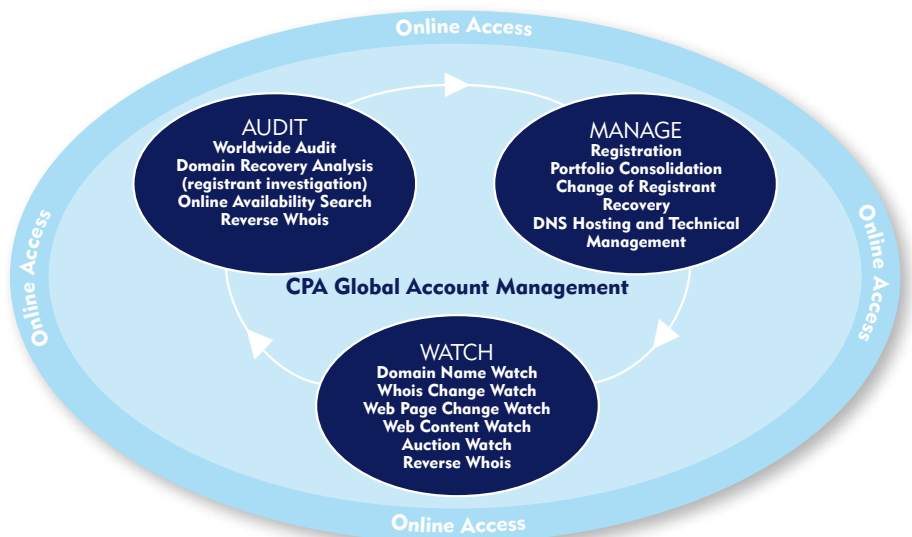 Online Access
AUDIT
Worldwide Audit
Domain Recovery Analysis
(registrant investigation)
Online Availability Search
Reverse Whois
MANAGE
Registration
Portfolio Consolidation
Change of Registrant
Recovery
DNS Hosting and Technical
Management
Online Access
Online Access
CPA Global Account Management
WATCH
Domain Name Watch
Whois Change Watch
Web Page Change Watch
Web Content Watch
Auction Watch
Reverse Whois
Online Access